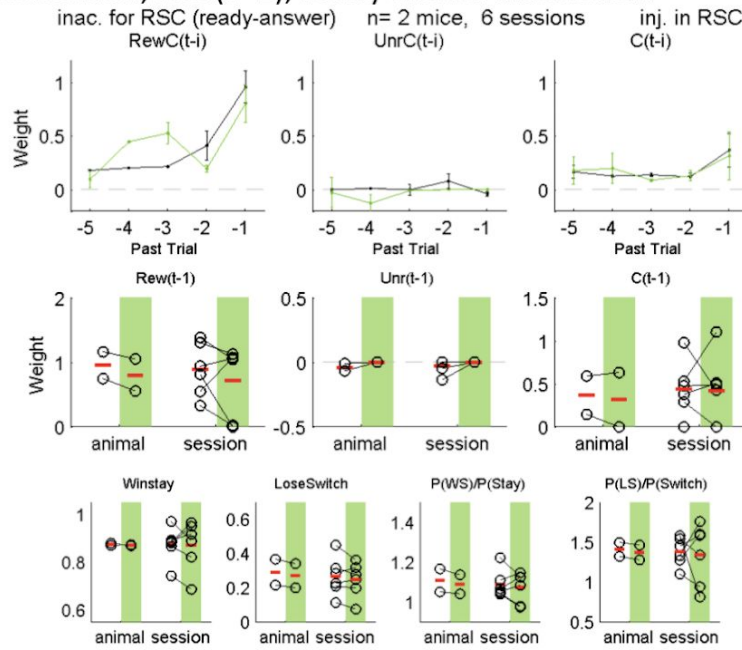 inac. for RSC (ready-answer) n= 2 mice, 6 sessions inj. in RSC
RewC(t-i) UnrC(t-i) C(t-i)
Weight
1 1 1
0.5 0.5 0.5
0 0 0
-5 -4 -3 -2 -1 -5 -4 -3 -2 -1 -5 -4 -3 -2 -1
Past Trial Past Trial Past Trial
Rew(t-1) Unr(t-1) C(t-1)
Weight
2 0.5 1.5
1 0 1
0.5
0 -0.5 0
animal session animal session animal session
Winstay LoseSwitch P(WS)/P(Stay) P(LS)/P(Switch)
1 0.6 1.4 2
0.8 0.4 1.2 1.5
0.2 1 1
0.6 0 0.5
animal session animal session animal session animal session